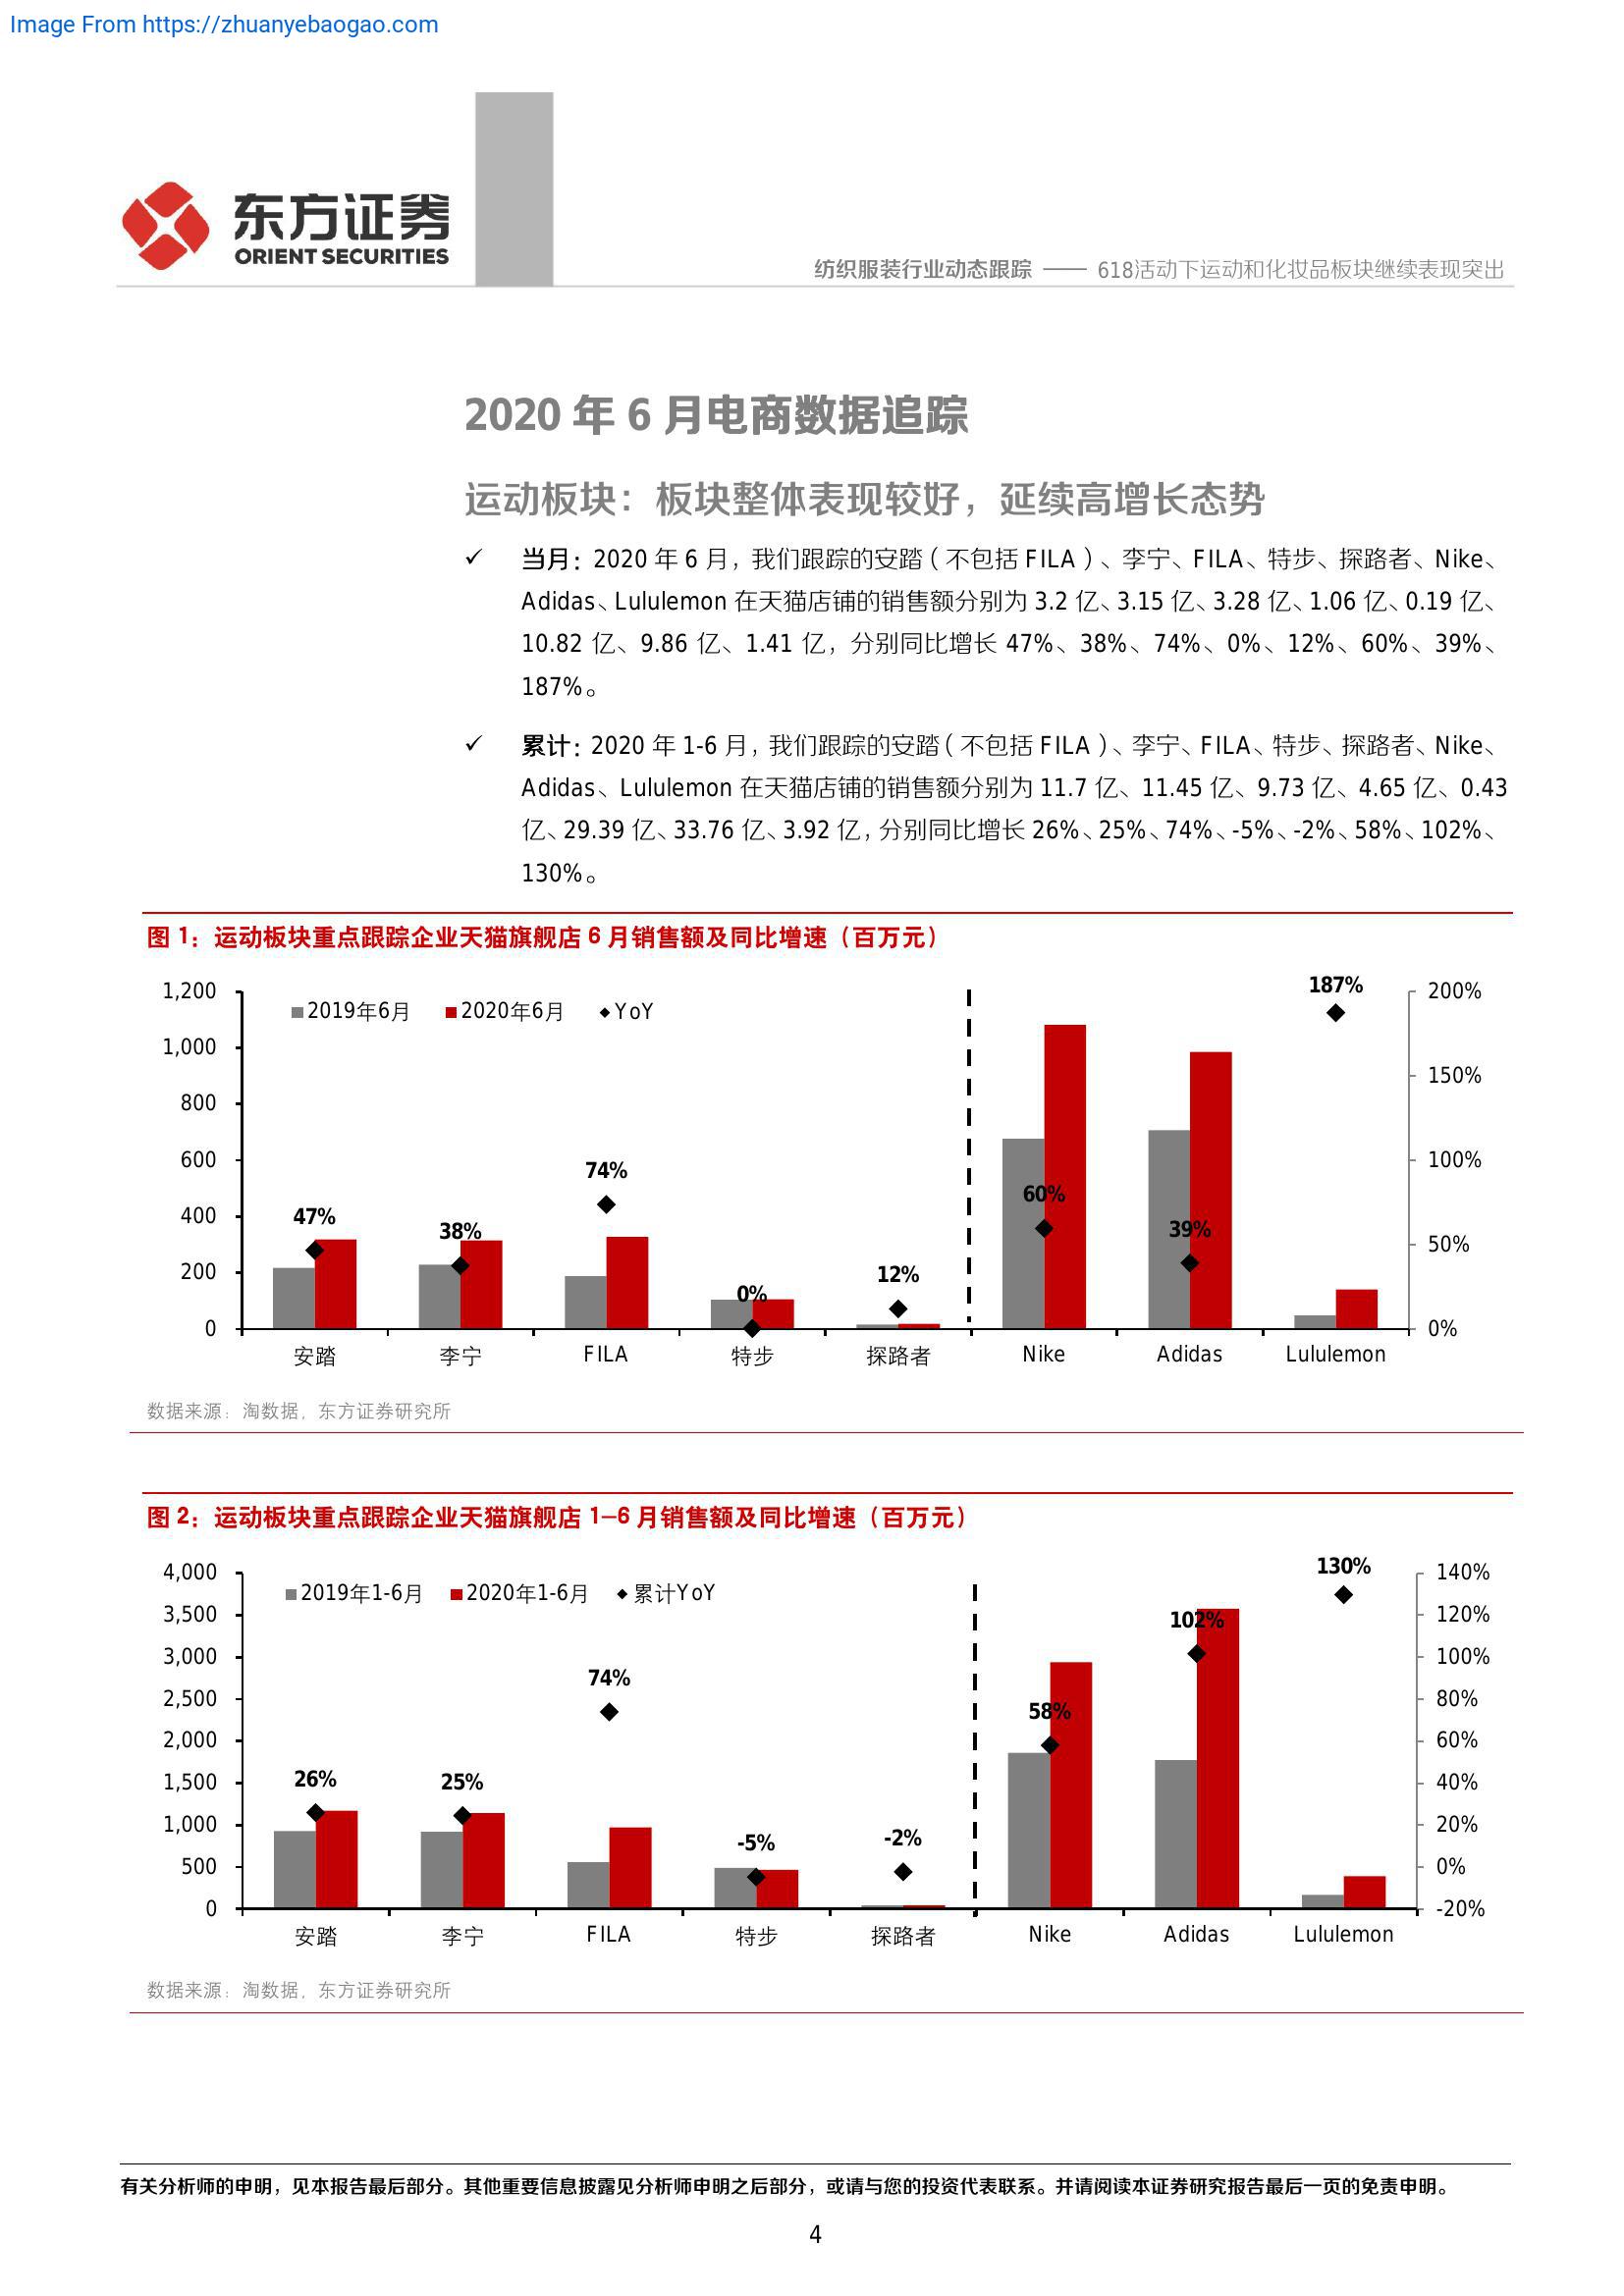 Image From https://zhuanyebaogao.com
东方证券
ORIENT SECURITIES
纺织服装行业动态跟踪 —— 618活动下运动和化妆品板块继续表现突出
2020 年 6 月电商数据追踪
运动板块：板块整体表现较好，延续高增长态势
✓ 当月：2020 年 6 月，我们跟踪的安踏（不包括 FILA）、李宁、FILA、特步、探路者、Nike、
Adidas、Lululemon 在天猫店铺的销售额分别为 3.2 亿、3.15 亿、3.28 亿、1.06 亿、0.19 亿、
10.82 亿、9.86 亿、1.41 亿，分别同比增长 47%、38%、74%、0%、12%、60%、39%、
187%。
✓ 累计：2020 年 1-6 月，我们跟踪的安踏（不包括 FILA）、李宁、FILA、特步、探路者、Nike、
Adidas、Lululemon 在天猫店铺的销售额分别为 11.7 亿、11.45 亿、9.73 亿、4.65 亿、0.43
亿、29.39 亿、33.76 亿、3.92 亿，分别同比增长 26%、25%、74%、-5%、-2%、58%、102%、
130%。
图 1：运动板块重点跟踪企业天猫旗舰店 6 月销售额及同比增速（百万元）
1,200
1,000
800
600
400
200
0
2019年6月 2020年6月 YoY
47%
38%
74%
0%
12%
60%
39%
187%
200%
150%
100%
50%
0%
安踏 李宁 FILA 特步 探路者 Nike Adidas Lululemon
数据来源：淘数据，东方证券研究所
图 2：运动板块重点跟踪企业天猫旗舰店 1—6 月销售额及同比增速（百万元）
4,000
3,500
3,000
2,500
2,000
1,500
1,000
500
0
2019年1-6月 2020年1-6月 累计YoY
26%
25%
74%
-5%
-2%
58%
102%
130%
140%
120%
100%
80%
60%
40%
20%
0%
-20%
安踏 李宁 FILA 特步 探路者 Nike Adidas Lululemon
数据来源：淘数据，东方证券研究所
有关分析师的申明，见本报告最后部分。其他重要信息披露见分析师申明之后部分，或请与您的投资代表联系。并请阅读本证券研究报告最后一页的免责申明。
4